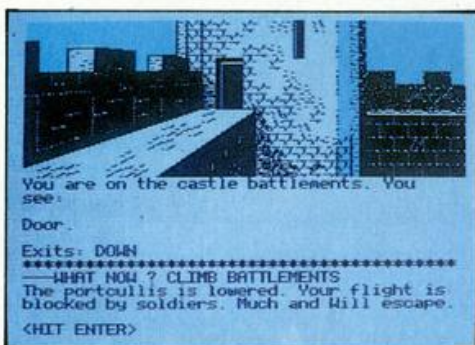 You are on the castle battlements. You
see:
Door.
Exits: DOWN
****************************************
——WHAT NOW ? CLIMB BATTLEMENTS
The portcullis is lowered. Your flight is
blocked by soldiers. Much and Will escape.
<HIT ENTER>